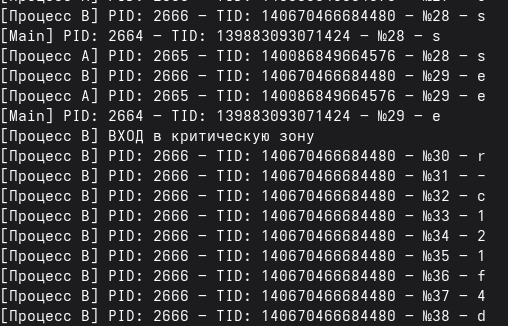 [Процесс B] PID: 2666 – TID: 140670466684480 – №28 – s
[Main] PID: 2664 – TID: 139883093071424 – №28 – s
[Процесс A] PID: 2665 – TID: 140086849664576 – №28 – s
[Процесс B] PID: 2666 – TID: 140670466684480 – №29 – e
[Процесс A] PID: 2665 – TID: 140086849664576 – №29 – e
[Main] PID: 2664 – TID: 139883093071424 – №29 – e
[Процесс B] ВХОД в критическую зону
[Процесс B] PID: 2666 – TID: 140670466684480 – №30 – r
[Процесс B] PID: 2666 – TID: 140670466684480 – №31 – -
[Процесс B] PID: 2666 – TID: 140670466684480 – №32 – c
[Процесс B] PID: 2666 – TID: 140670466684480 – №33 – 1
[Процесс B] PID: 2666 – TID: 140670466684480 – №34 – 2
[Процесс B] PID: 2666 – TID: 140670466684480 – №35 – 1
[Процесс B] PID: 2666 – TID: 140670466684480 – №36 – f
[Процесс B] PID: 2666 – TID: 140670466684480 – №37 – 4
[Процесс B] PID: 2666 – TID: 140670466684480 – №38 – d